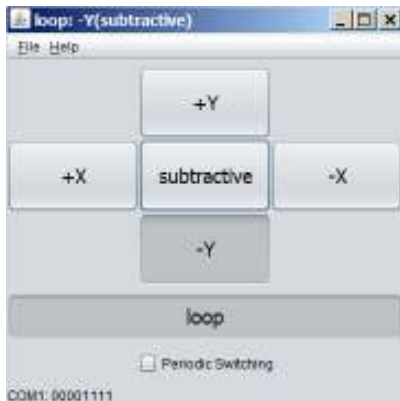 loop: -Y(subtractive)
File Help
+Y
+X subtractive -X
-Y
loop
Periodic Switching
COM1: 00001111